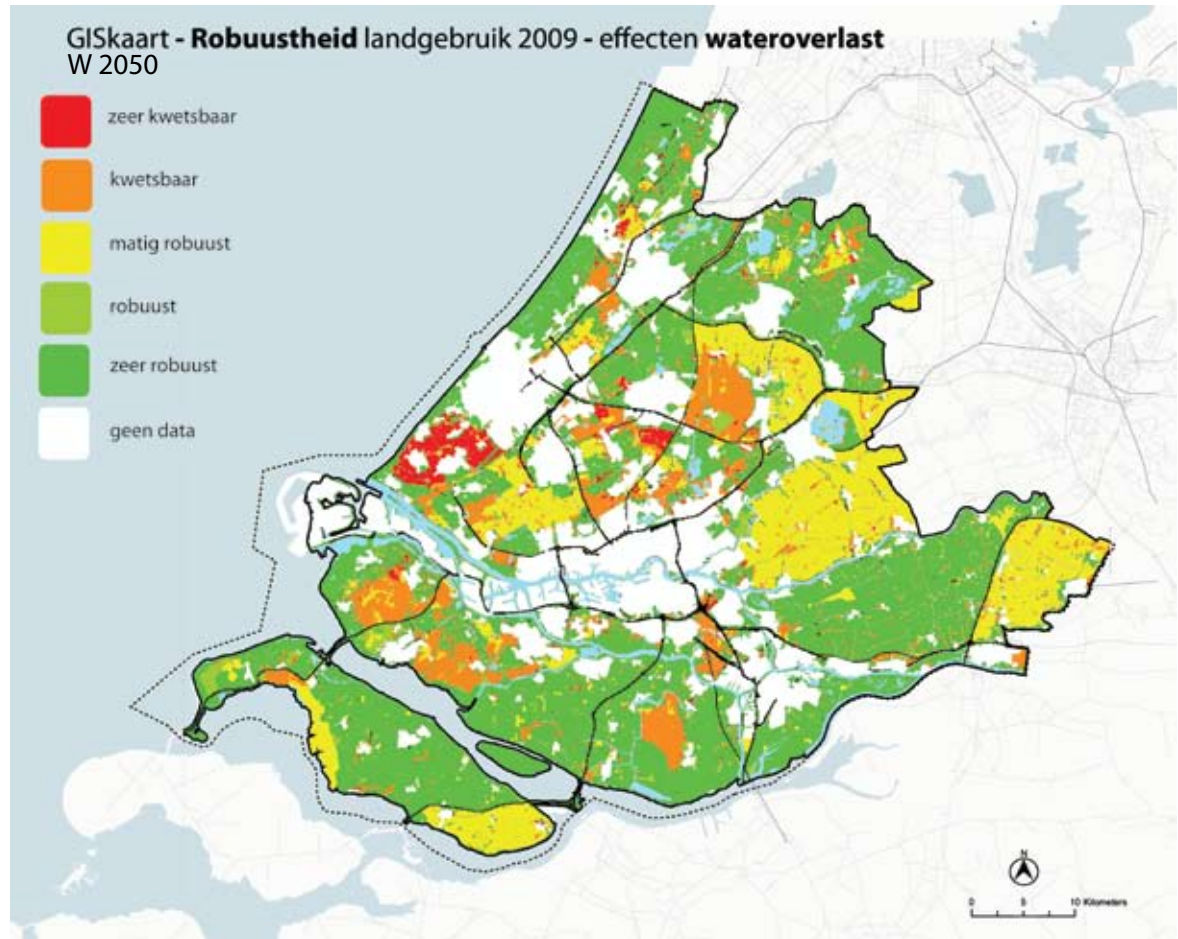 GISkaart - Robuustheid landgebruik 2009 - effecten wateroverlast
W 2050
zeer kwetsbaar
kwetsbaar
matig robuust
robuust
zeer robuust
geen data
N
0 5 10 Kilometers